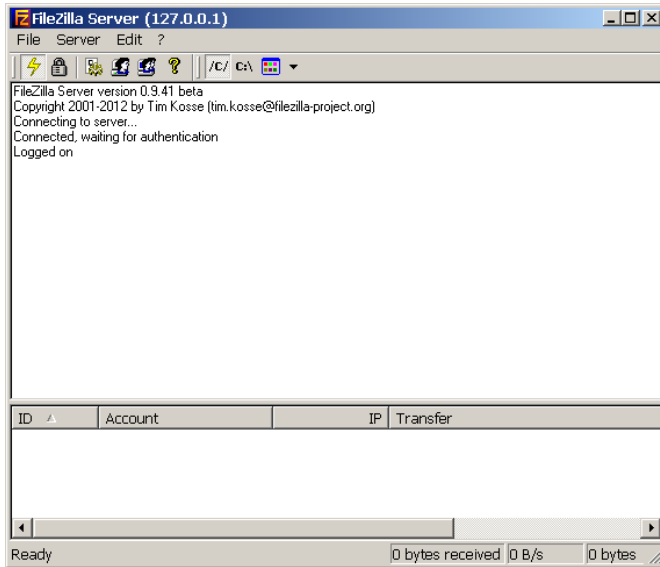 FileZilla Server (127.0.0.1)
File Server Edit ?
/C/ C:\
FileZilla Server version 0.9.41 beta
Copyright 2001-2012 by Tim Kosse (tim.kosse@filezilla-project.org)
Connecting to server...
Connected, waiting for authentication
Logged on
ID Account IP Transfer
Ready 0 bytes received 0 B/s 0 bytes